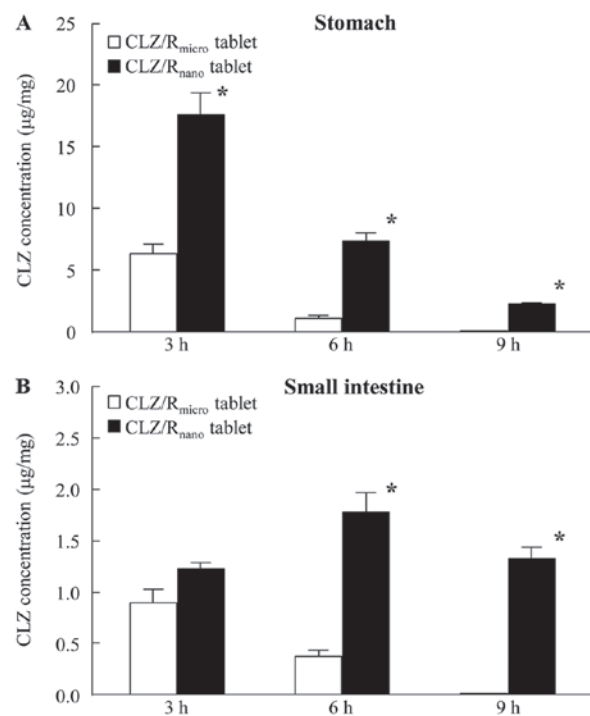 A Stomach
CLZ/Rmicro tablet
CLZ/Rnano tablet
CLZ concentration (μg/mg)
25
20
15
10
5
0
*
*
*
3 h 6 h 9 h
B Small intestine
CLZ/Rmicro tablet
CLZ/Rnano tablet
CLZ concentration (μg/mg)
3.0
2.5
2.0
1.5
1.0
0.5
0.0
*
*
3 h 6 h 9 h